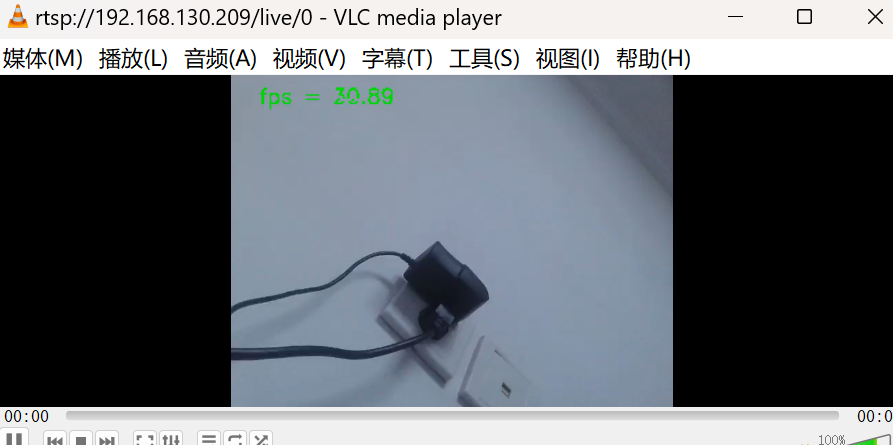 rtsp://192.168.130.209/live/0 - VLC media player
媒体(M) 播放(L) 音频(A) 视频(V) 字幕(T) 工具(S) 视图(I) 帮助(H)
fps = 30.89
00:00 00:0
100%